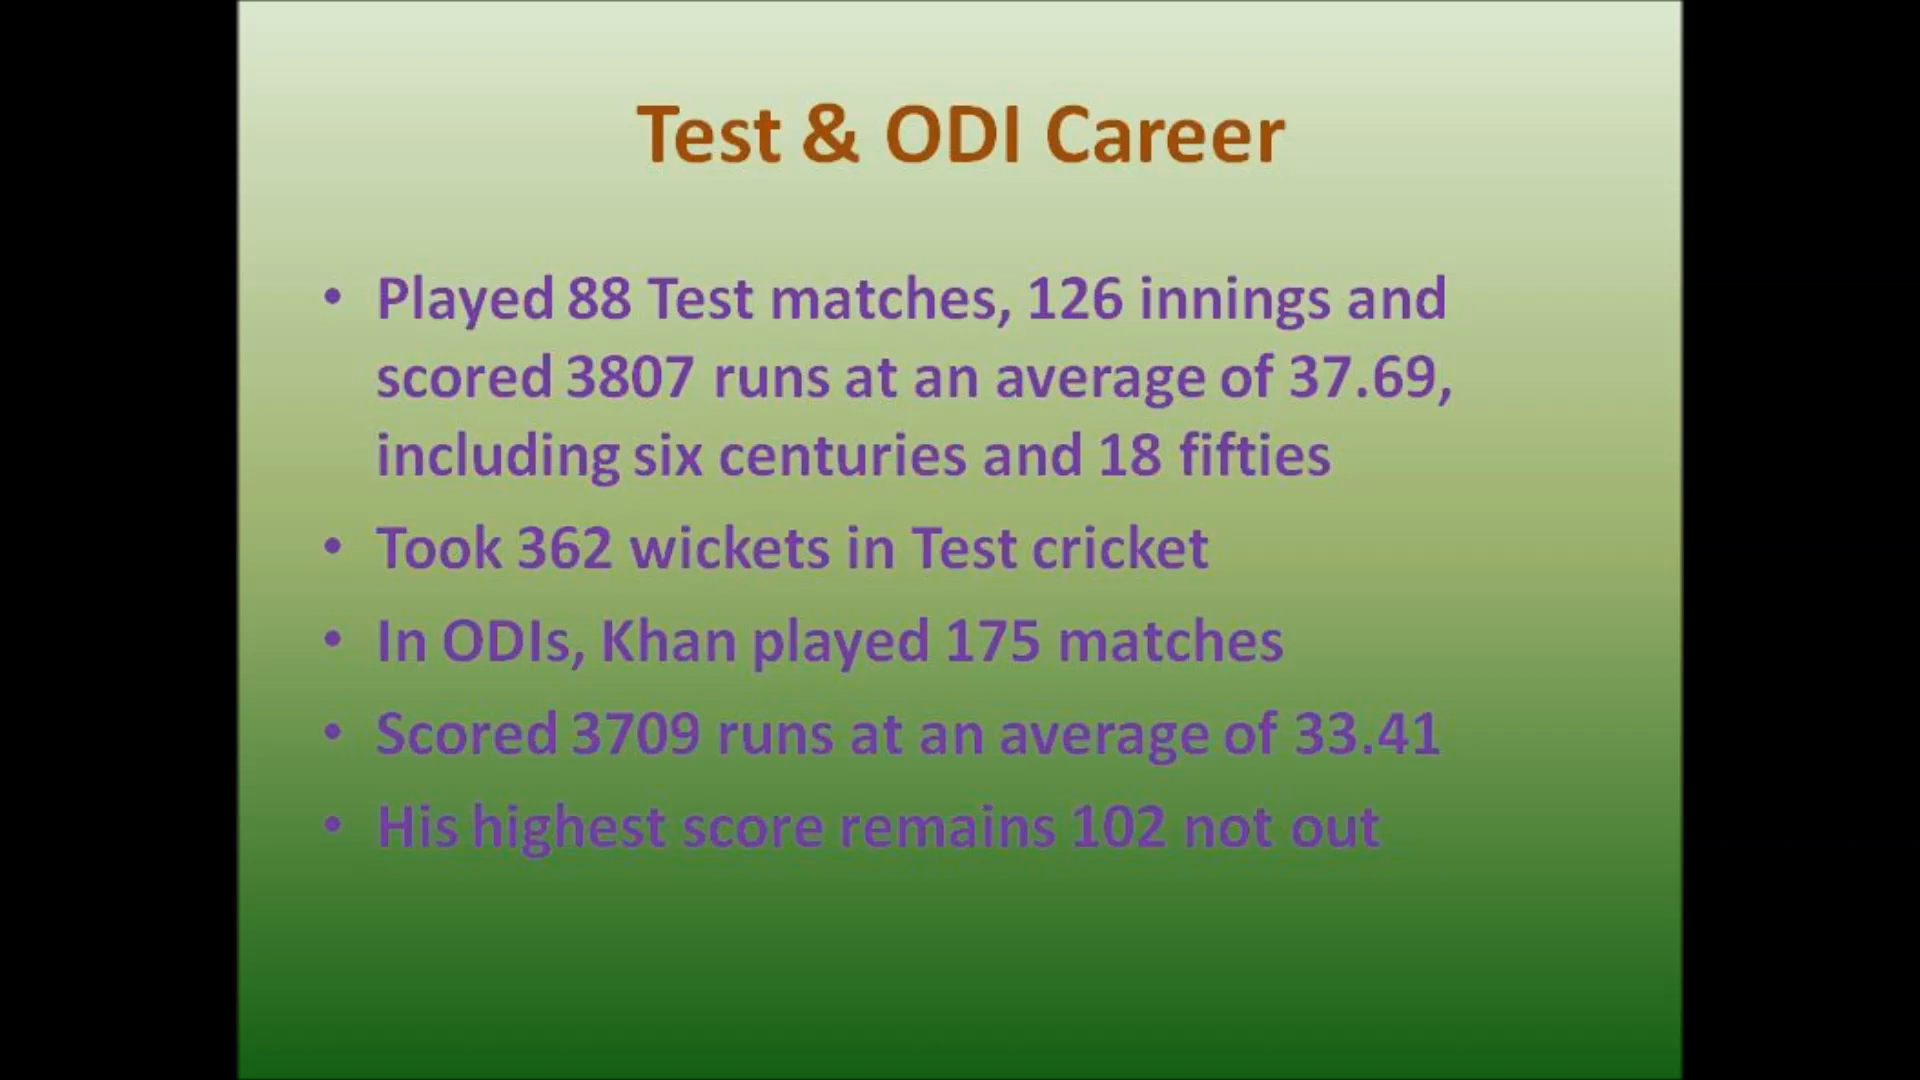 Test & ODI Career
• Played 88 Test matches, 126 innings and
scored 3807 runs at an average of 37.69,
including six centuries and 18 fifties
• Took 362 wickets in Test cricket
• In ODIs, Khan played 175 matches
• Scored 3709 runs at an average of 33.41
• His highest score remains 102 not out